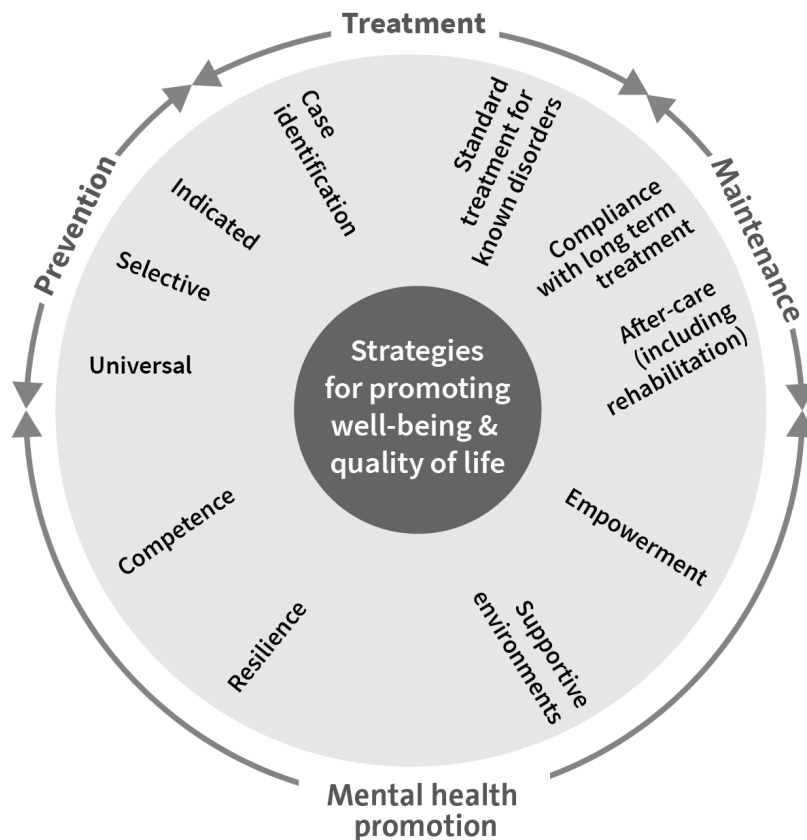 Treatment
Prevention
Maintenance
Case
identification
Standard
treatment for
known disorders
Indicated
Selective
Universal
Compliance
with long term
treatment
After-care
(including
rehabilitation)
Strategies
for promoting
well-being &
quality of life
Competence
Resilience
Empowerment
Supportive
environments
Mental health
promotion